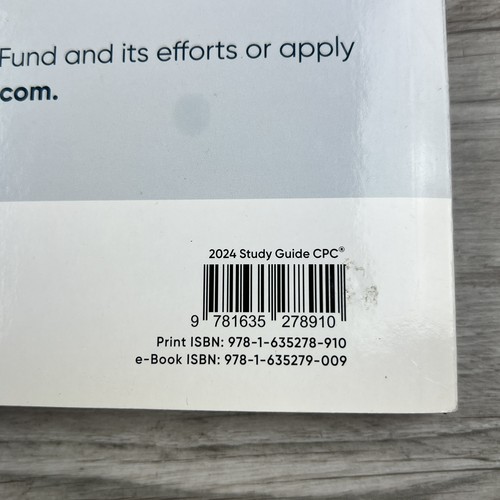 Fund and its efforts or apply
com.
2024 Study Guide CPC®
9 781635 278910
Print ISBN: 978-1-635278-910
e-Book ISBN: 978-1-635279-009